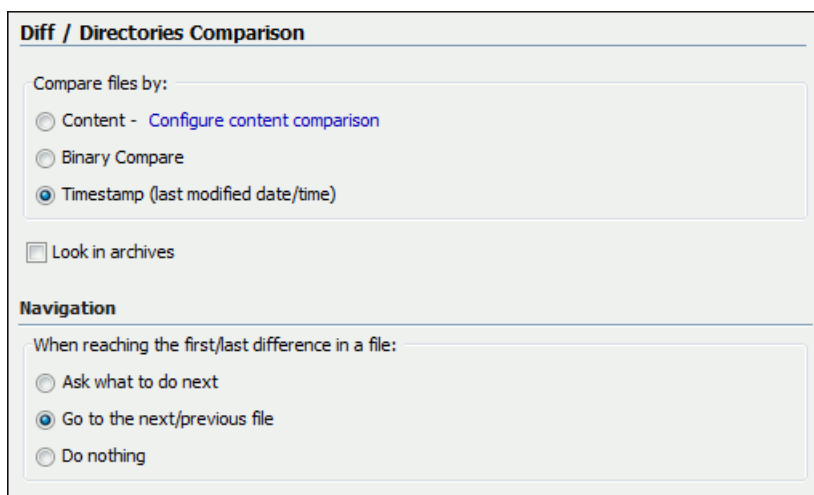 Diff / Directories Comparison
Compare files by:
Content - Configure content comparison
Binary Compare
Timestamp (last modified date/time)
Look in archives
Navigation
When reaching the first/last difference in a file:
Ask what to do next
Go to the next/previous file
Do nothing